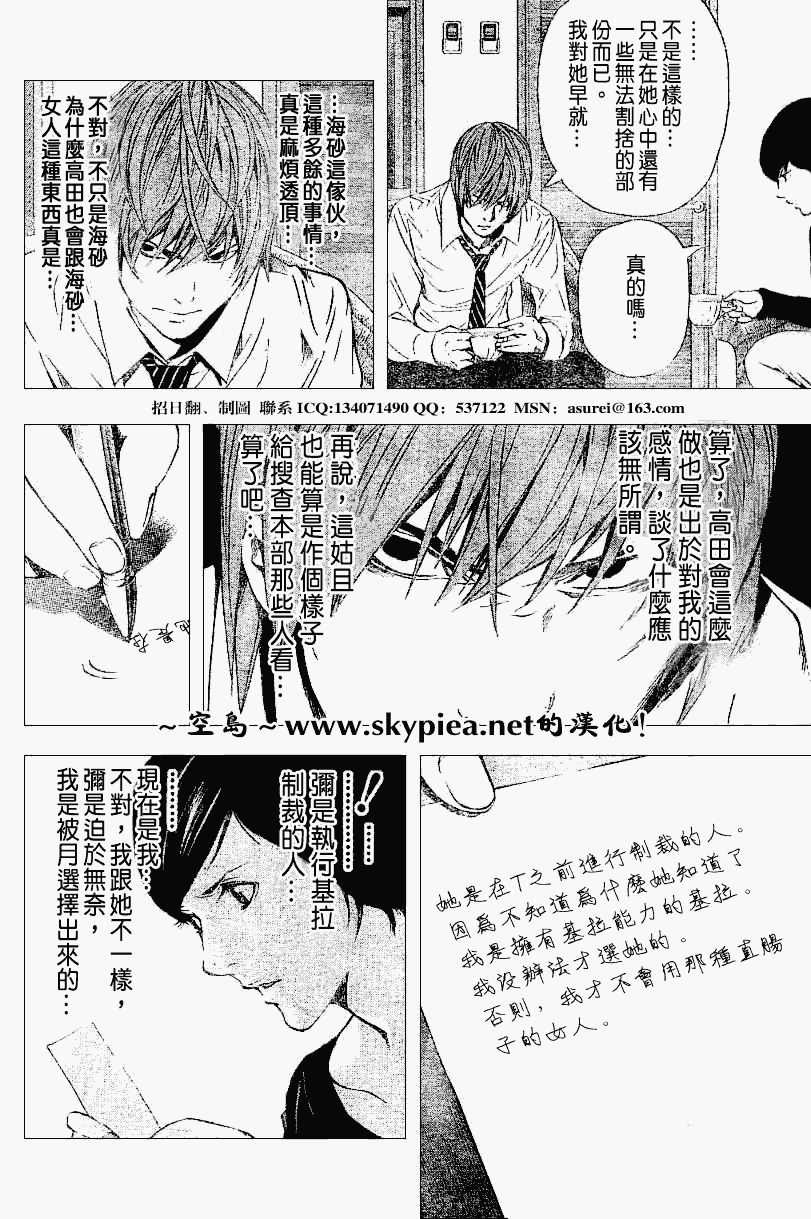 ……
不是這樣的…
只是在她心中還有
一些無法割捨的部
份而已。
我對她早就…
真的嗎…
…海砂這傢伙，
這種多餘的事情…
真是麻煩透頂…
不對，不只是海砂
為什麼高田也會跟海砂…
女人這種東西真是…
招日翻、制圖 聯系ICQ:134071490 QQ：537122 MSN：asurei@163.com
算了，高田會這麼
做也是出於對我的
感情，談了什麼應
該無所謂。
再說，這姑且
也能算是作個樣子
給搜查本部那些人看…
算了吧…
他是在
～空島～www.skypiea.net的漢化!
她是在T之前進行制裁的人。
因爲不知道爲什麽她知道了
我是擁有基拉能力的基拉。
我没辦法才選她的。
否則，我才不會用那種直腸
子的女人。
………！
……
彌是執行基拉
制裁的人…
………
現在是我…
不對，我跟她不一樣，
彌是迫於無奈，
我是被月選擇出來的…